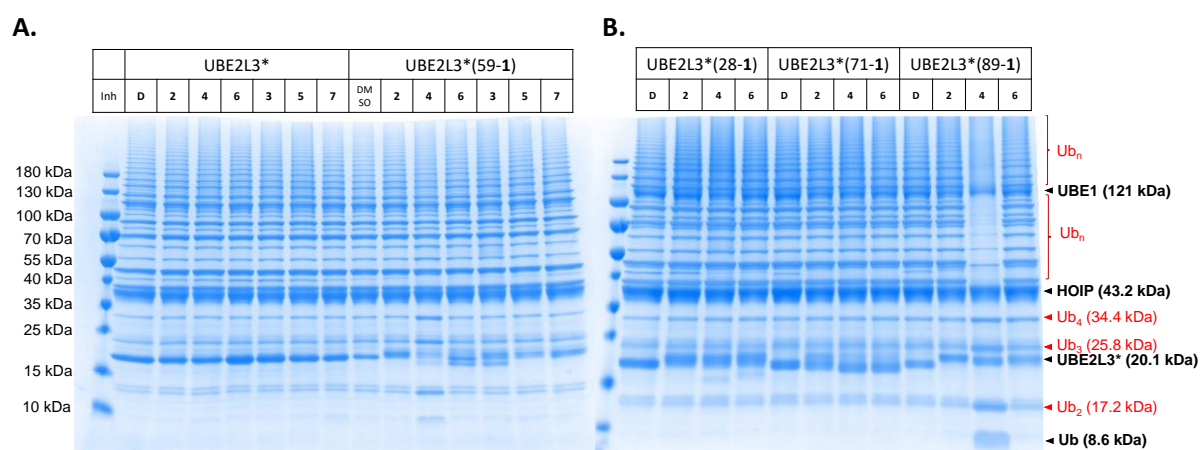 A.
UBE2L3* UBE2L3*(59-1)
Inh D 2 4 6 3 5 7 DM SO 2 4 6 3 5 7
180 kDa
130 kDa
100 kDa
70 kDa
55 kDa
40 kDa
35 kDa
25 kDa
15 kDa
10 kDa
B.
UBE2L3*(28-1) UBE2L3*(71-1) UBE2L3*(89-1)
D 2 4 6 D 2 4 6 D 2 4 6
Ubn
UBE1 (121 kDa)
Ubn
HOIP (43.2 kDa)
Ub4 (34.4 kDa)
Ub3 (25.8 kDa)
UBE2L3* (20.1 kDa)
Ub2 (17.2 kDa)
Ub (8.6 kDa)